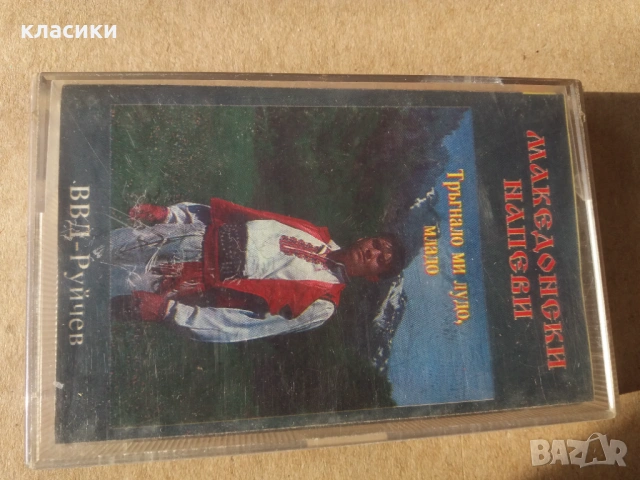 класики
МАКЕДОНСКИ
НАПЕВИ
Тръгнало ми лудо,
младо
ВВД-Руйчев
BAZAR